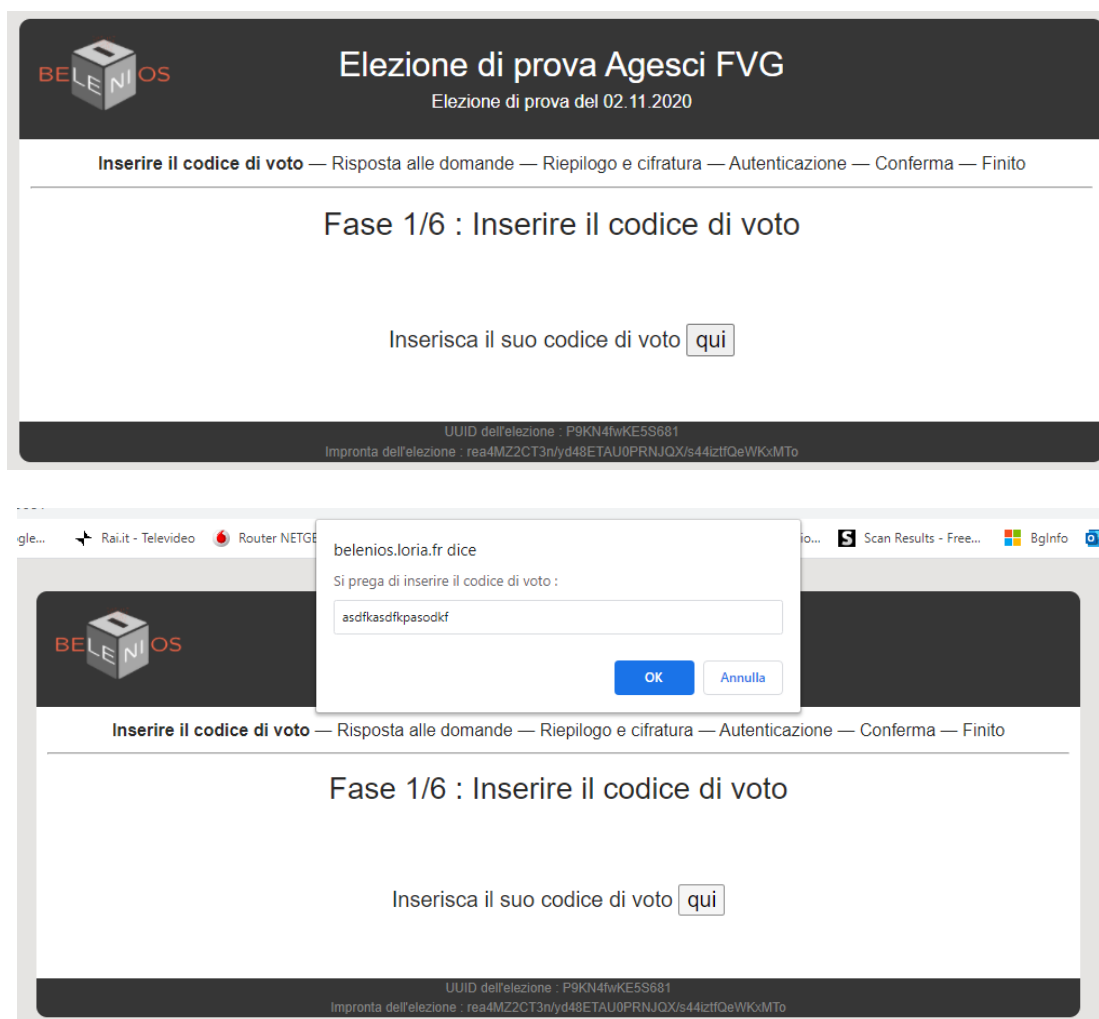 BELENIOS
Elezione di prova Agesci FVG
Elezione di prova del 02.11.2020
Inserire il codice di voto — Risposta alle domande — Riepilogo e cifratura — Autenticazione — Conferma — Finito
Fase 1/6 : Inserire il codice di voto
Inserisca il suo codice di voto qui
UUID dell'elezione : P9KN4fwKE5S681
Impronta dell'elezione : rea4MZ2CT3n/yd48ETAU0PRNJQX/s44iztfQeWKxMTo
Rai.it - Televideo Router NETGE Scan Results - Free... BgInfo
belenios.loria.fr dice
Si prega di inserire il codice di voto :
asdfkasdfkpasodkf
OK Annulla
BELENIOS
Inserire il codice di voto — Risposta alle domande — Riepilogo e cifratura — Autenticazione — Conferma — Finito
Fase 1/6 : Inserire il codice di voto
Inserisca il suo codice di voto qui
UUID dell'elezione : P9KN4fwKE5S681
Impronta dell'elezione : rea4MZ2CT3n/yd48ETAU0PRNJQX/s44iztfQeWKxMTo